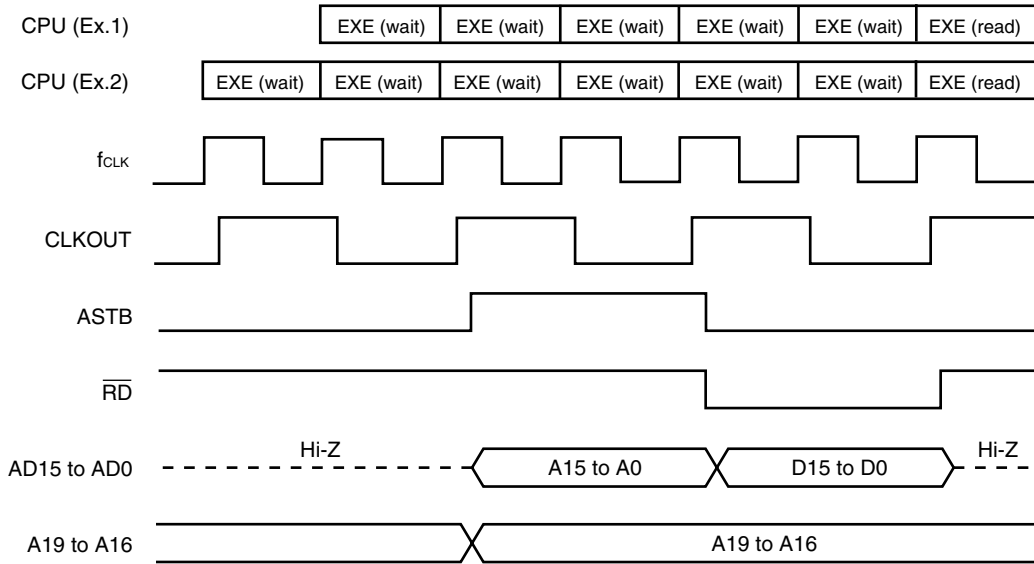 CPU (Ex.1) EXE (wait) EXE (wait) EXE (wait) EXE (wait) EXE (wait) EXE (read)
CPU (Ex.2) EXE (wait) EXE (wait) EXE (wait) EXE (wait) EXE (wait) EXE (wait) EXE (read)
fCLK
CLKOUT
ASTB
RD
AD15 to AD0 Hi-Z A15 to A0 D15 to D0 Hi-Z
A19 to A16 A19 to A16